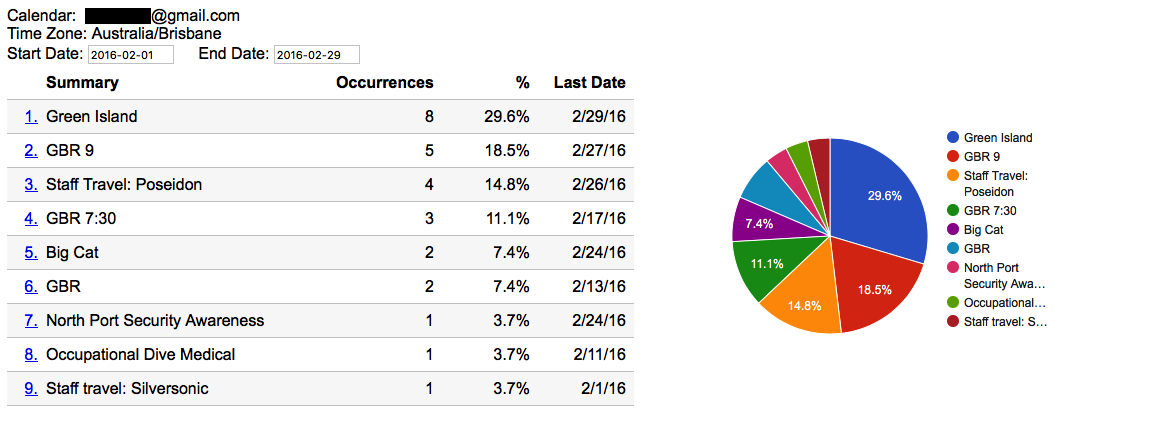 Calendar: @gmail.com
Time Zone: Australia/Brisbane
Start Date: 2016-02-01 End Date: 2016-02-29
Summary Occurrences % Last Date
1. Green Island 8 29.6% 2/29/16
2. GBR 9 5 18.5% 2/27/16
3. Staff Travel: Poseidon 4 14.8% 2/26/16
4. GBR 7:30 3 11.1% 2/17/16
5. Big Cat 2 7.4% 2/24/16
6. GBR 2 7.4% 2/13/16
7. North Port Security Awareness 1 3.7% 2/24/16
8. Occupational Dive Medical 1 3.7% 2/11/16
9. Staff travel: Silversonic 1 3.7% 2/1/16
29.6%
18.5%
14.8%
11.1%
7.4%
Green Island
GBR 9
Staff Travel:
Poseidon
GBR 7:30
Big Cat
GBR
North Port
Security Awa...
Occupational...
Staff travel: S...